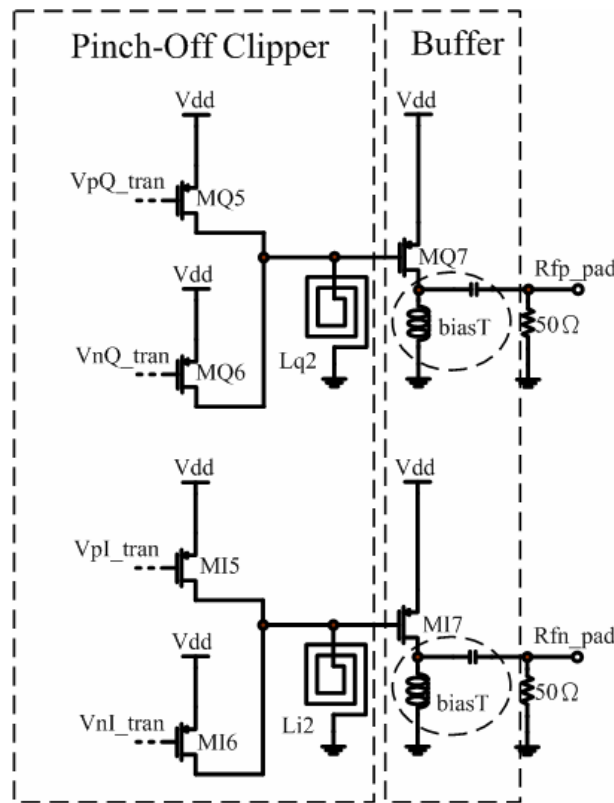 Pinch-Off Clipper
Buffer
Vdd
Vdd
VpQ_tran
MQ5
MQ7
Rfp_pad
Vdd
biasT
50Ω
VnQ_tran
MQ6
Lq2
Vdd
Vdd
VpI_tran
MI5
MI7
Rfn_pad
Vdd
biasT
50Ω
VnI_tran
MI6
Li2